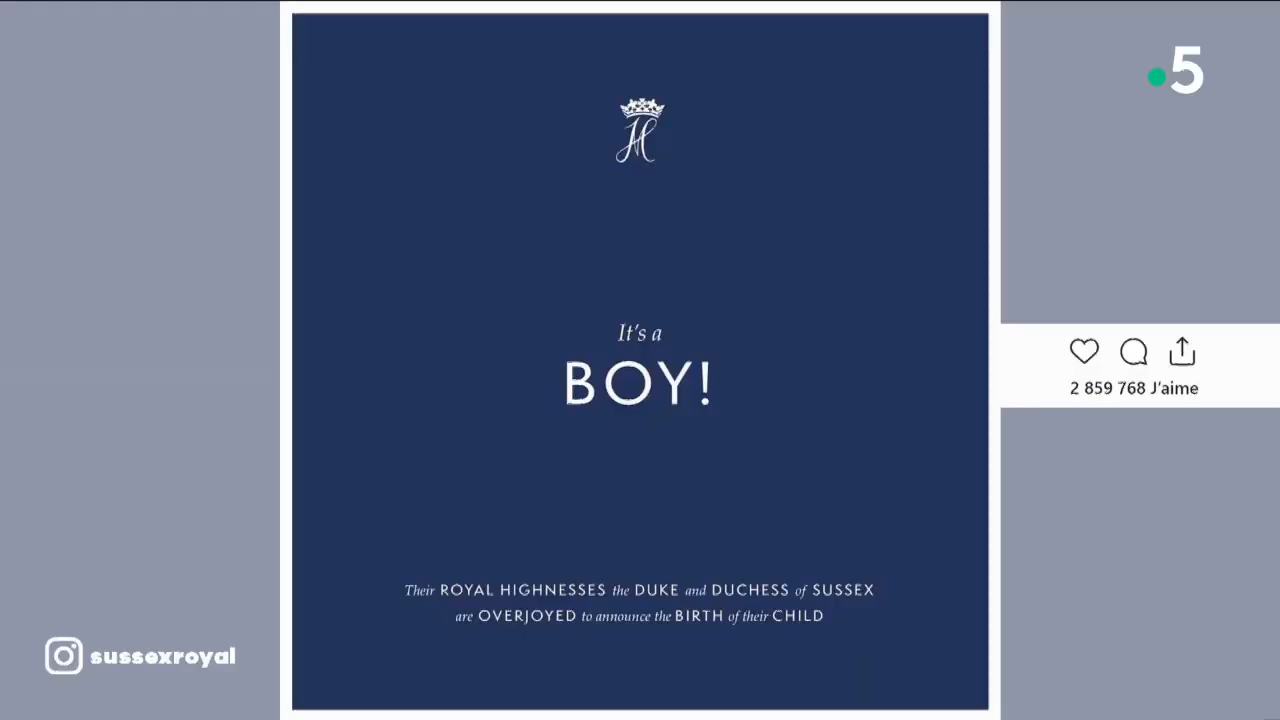 5
It's a
BOY!
2 859 768 J'aime
Their ROYAL HIGHNESSES the DUKE and DUCHESS of SUSSEX
are OVERJOYED to announce the BIRTH of their CHILD
sussexroyal